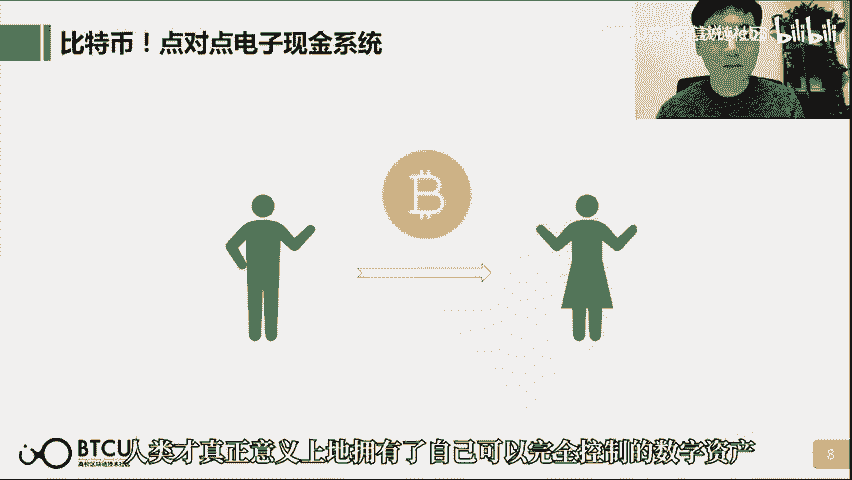 比特币！点对点电子现金系统
bilibili
BTCU
高校区块链技术社区
人类才真正意义上地拥有了自己可以完全控制的数字资产
8